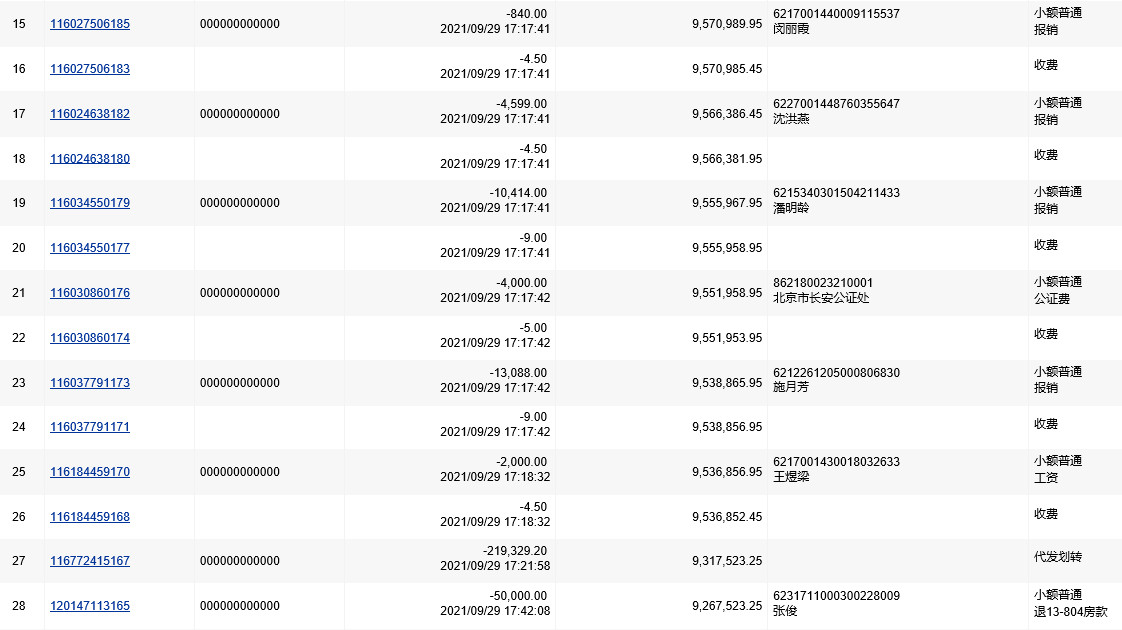 15 116027506185 000000000000 -840.00 2021/09/29 17:17:41 9,570,989.95 6217001440009115537 闵丽霞 小额普通 报销
16 116027506183 -4.50 2021/09/29 17:17:41 9,570,985.45 收费
17 116024638182 000000000000 -4,599.00 2021/09/29 17:17:41 9,566,386.45 6227001448760355647 沈洪燕 小额普通 报销
18 116024638180 -4.50 2021/09/29 17:17:41 9,566,381.95 收费
19 116034550179 000000000000 -10,414.00 2021/09/29 17:17:41 9,555,967.95 6215340301504211433 潘明龄 小额普通 报销
20 116034550177 -9.00 2021/09/29 17:17:41 9,555,958.95 收费
21 116030860176 000000000000 -4,000.00 2021/09/29 17:17:42 9,551,958.95 862180023210001 北京市长安公证处 小额普通 公证费
22 116030860174 -5.00 2021/09/29 17:17:42 9,551,953.95 收费
23 116037791173 000000000000 -13,088.00 2021/09/29 17:17:42 9,538,865.95 6212261205000806830 施月芳 小额普通 报销
24 116037791171 -9.00 2021/09/29 17:17:42 9,538,856.95 收费
25 116184459170 000000000000 -2,000.00 2021/09/29 17:18:32 9,536,856.95 6217001430018032633 王煜梁 小额普通 工资
26 116184459168 -4.50 2021/09/29 17:18:32 9,536,852.45 收费
27 116772415167 000000000000 -219,329.20 2021/09/29 17:21:58 9,317,523.25 代发划转
28 120147113165 000000000000 -50,000.00 2021/09/29 17:42:08 9,267,523.25 6231711000300228009 张俊 小额普通 退13-804房款